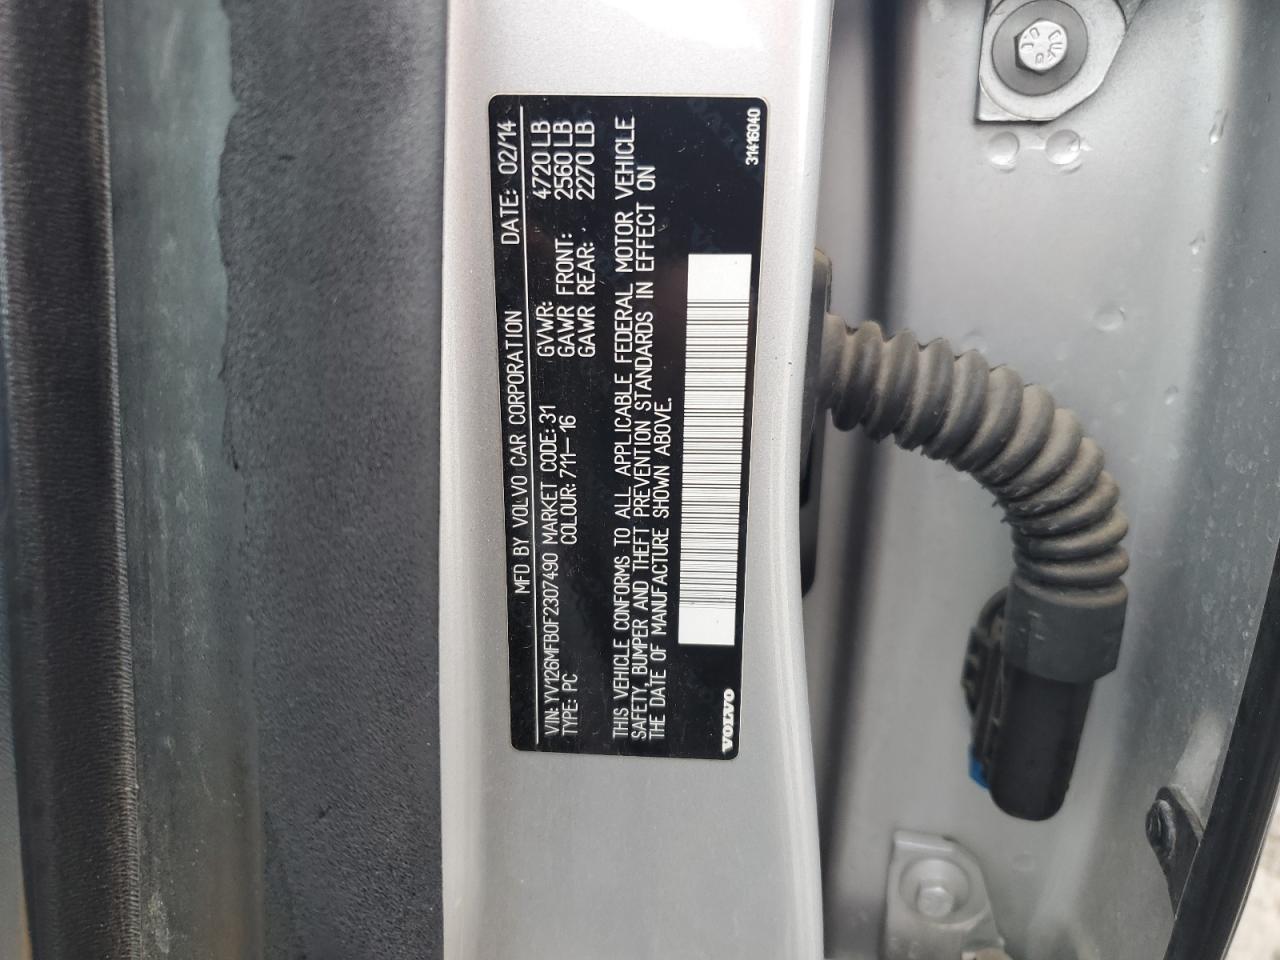 MFD BY VOLVO CAR CORPORATION DATE: 02/14
VIN: YV126MFB0F2307490 MARKET CODE: 31 GVWR: 4720 LB
TYPE: PC COLOUR: 711-16 GAWR FRONT: 2560 LB
GAWR REAR: 2270 LB
THIS VEHICLE CONFORMS TO ALL APPLICABLE FEDERAL MOTOR VEHICLE
SAFETY, BUMPER AND THEFT PREVENTION STANDARDS IN EFFECT ON
THE DATE OF MANUFACTURE SHOWN ABOVE.
VOLVO
31416040